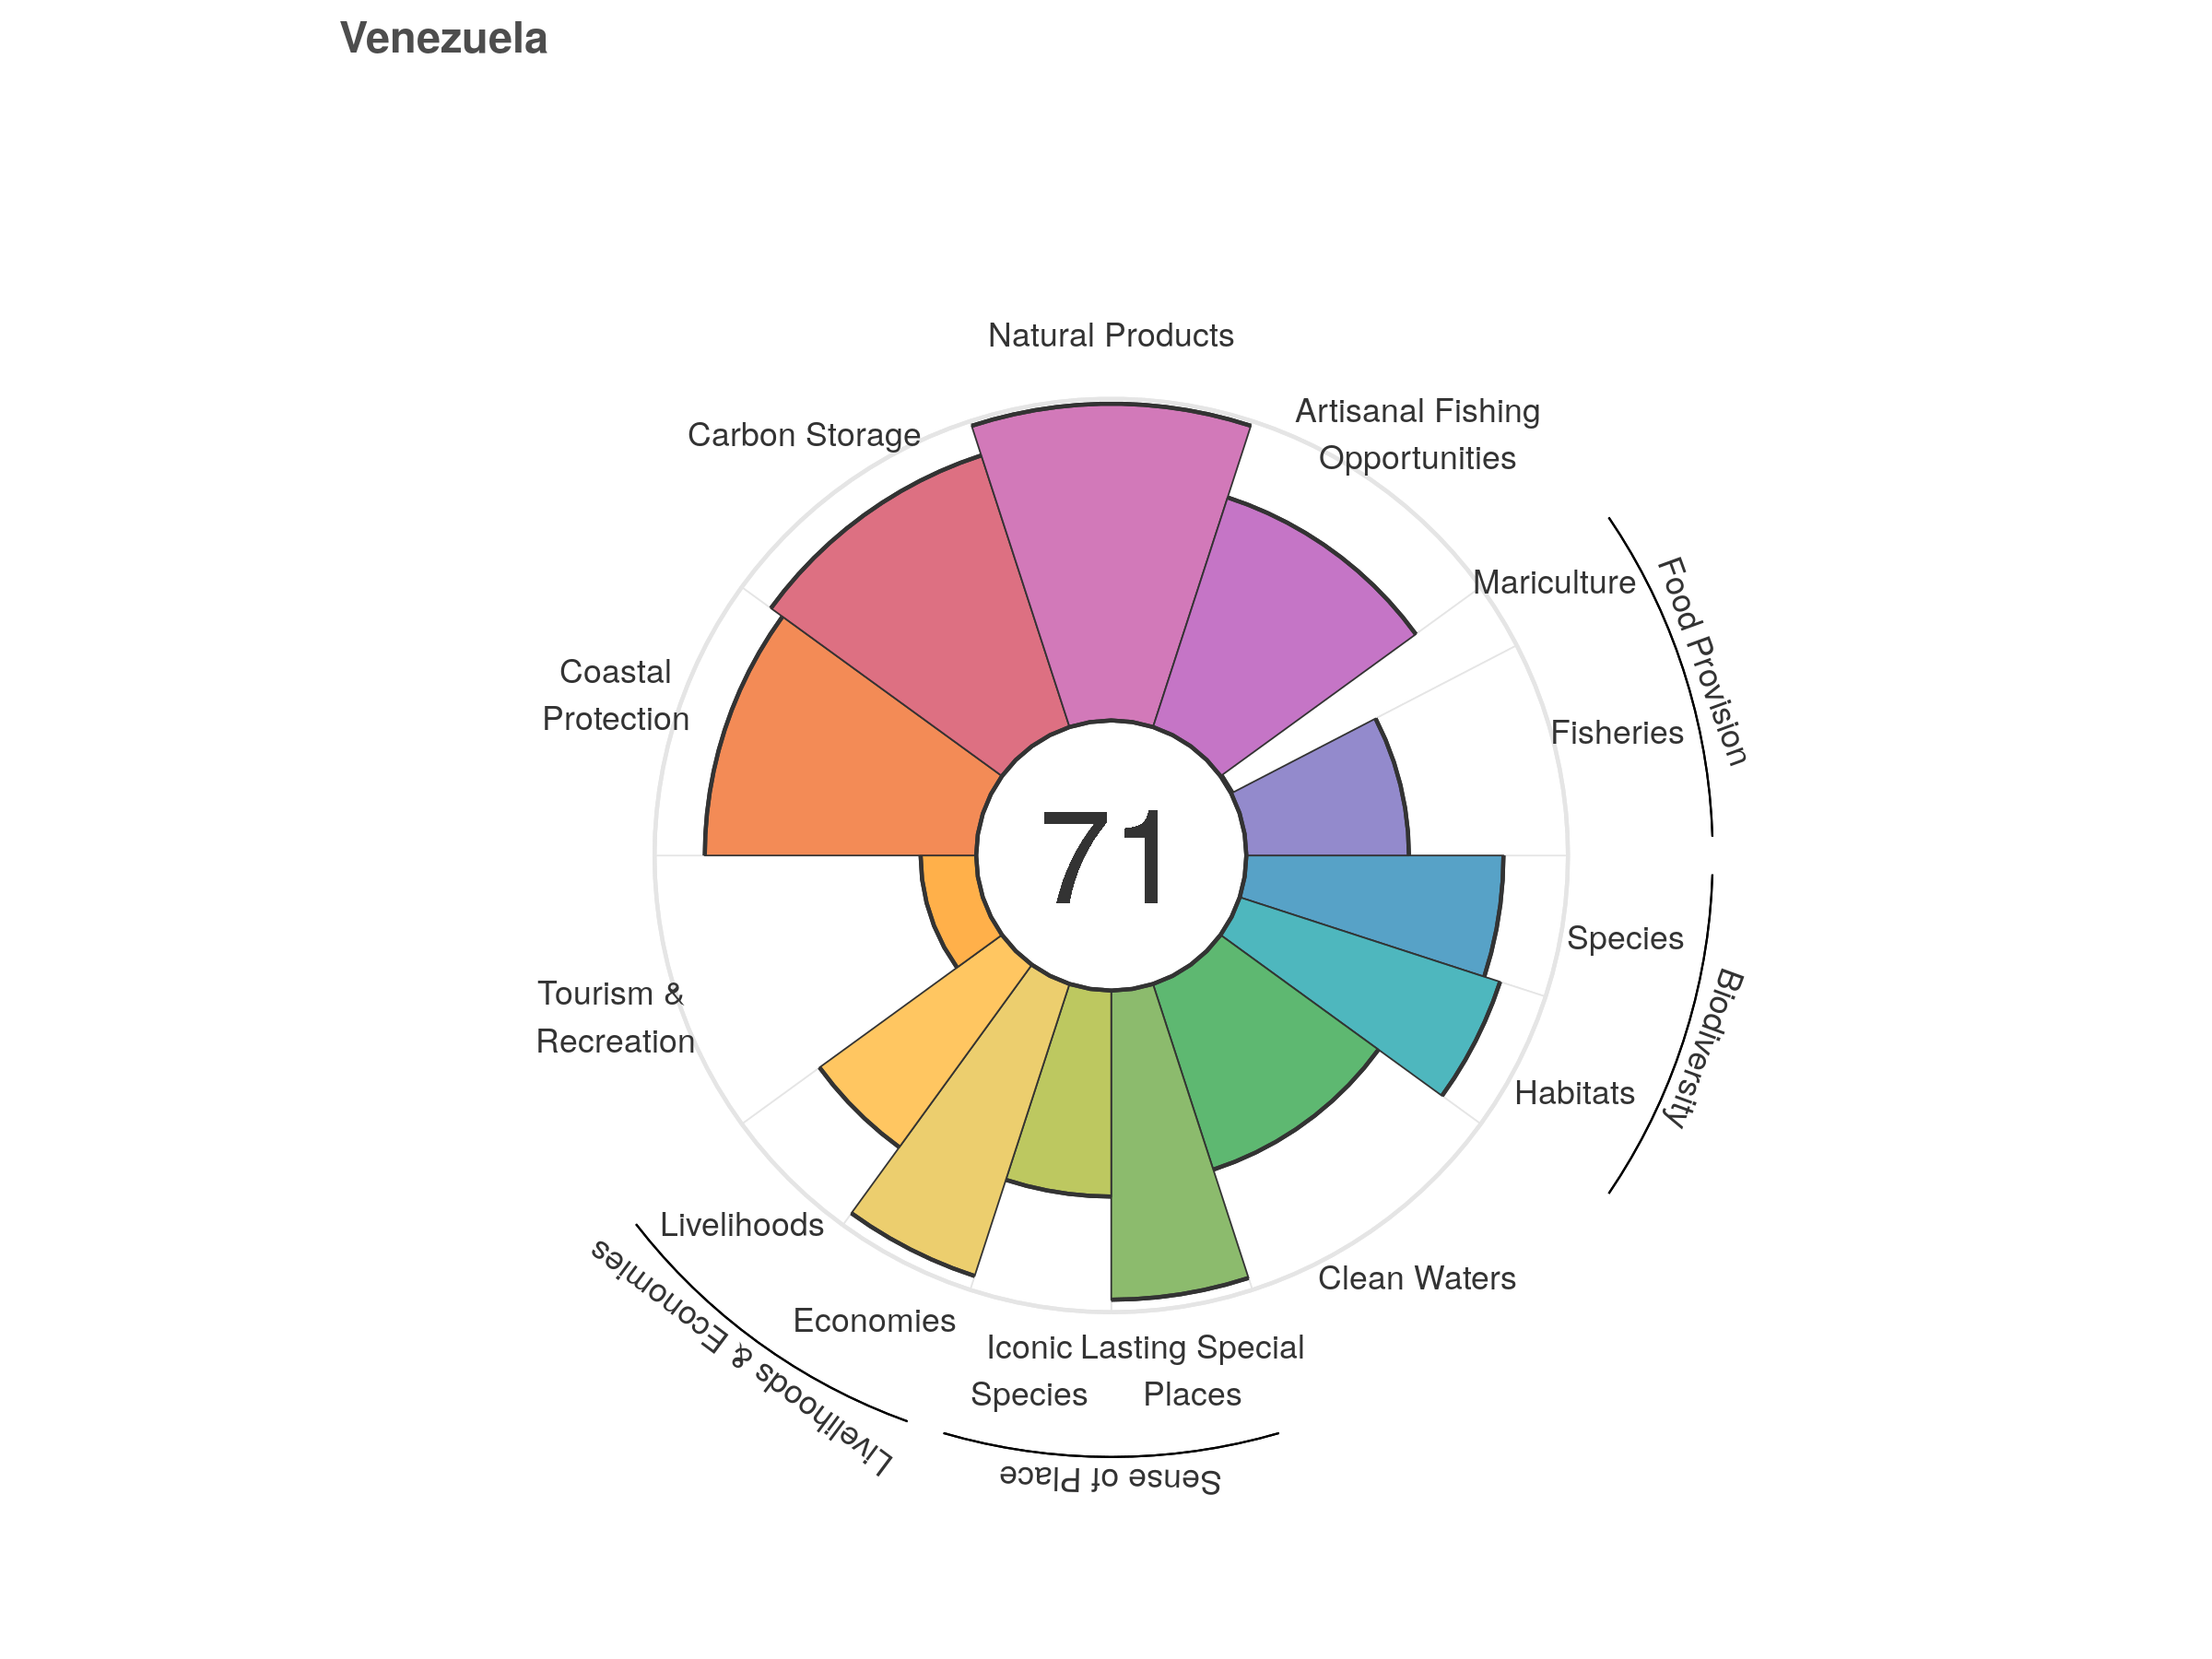 Venezuela
Natural Products
Artisanal Fishing
Opportunities
Carbon Storage
Mariculture
Food Provision
Fisheries
Coastal
Protection
71
Species
Biodiversity
Tourism &
Recreation
Habitats
Livelihoods
Clean Waters
Livelihoods & Economies
Economies
Iconic
Species
Lasting Special
Places
Sense of Place